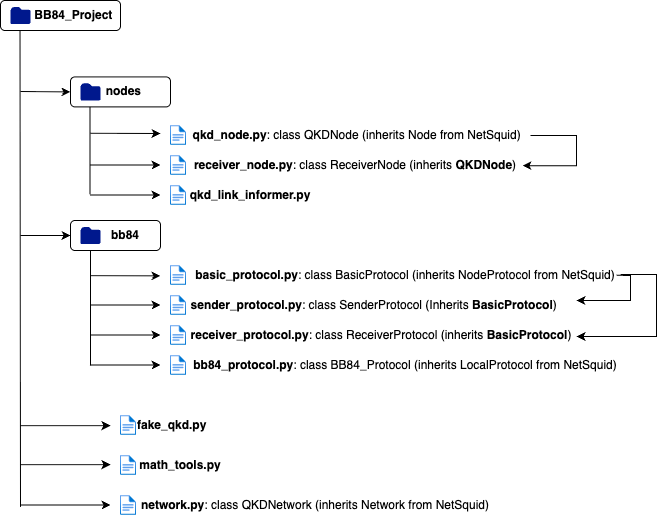 BB84_Project
nodes
qkd_node.py: class QKDNode (inherits Node from NetSquid)
receiver_node.py: class ReceiverNode (inherits QKDNode)
qkd_link_informer.py
bb84
basic_protocol.py: class BasicProtocol (inherits NodeProtocol from NetSquid)
sender_protocol.py: class SenderProtocol (Inherits BasicProtocol)
receiver_protocol.py: class ReceiverProtocol (inherits BasicProtocol)
bb84_protocol.py: class BB84_Protocol (inherits LocalProtocol from NetSquid)
fake_qkd.py
math_tools.py
network.py: class QKDNetwork (inherits Network from NetSquid)